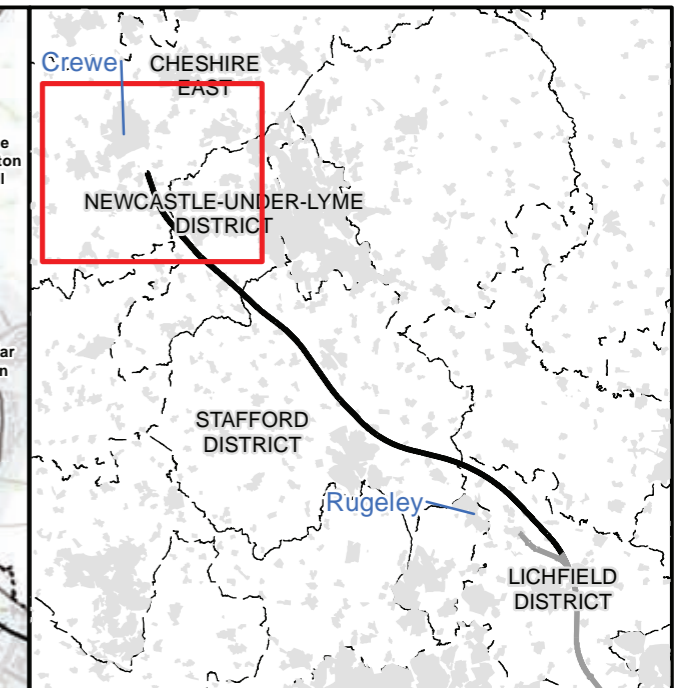 Crewe
CHESHIRE
EAST
NEWCASTLE-UNDER-LYME
DISTRICT
STAFFORD
DISTRICT
Rugeley
LICHFIELD
DISTRICT